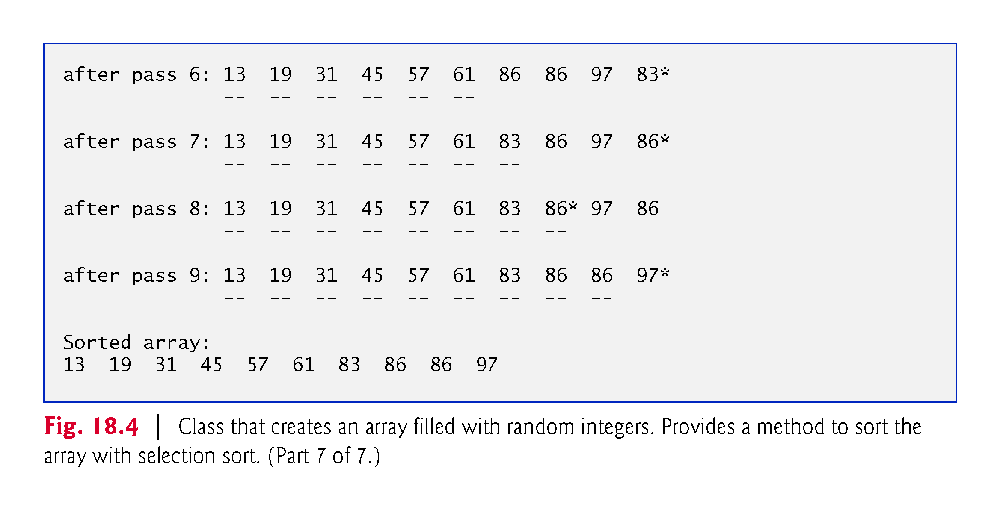 after pass 6: 13  19  31  45  57  61  86  86  97  83*
              --  --  --  --  --  --
after pass 7: 13  19  31  45  57  61  83  86  97  86*
              --  --  --  --  --  --  --
after pass 8: 13  19  31  45  57  61  83  86* 97  86
              --  --  --  --  --  --  --  --
after pass 9: 13  19  31  45  57  61  83  86  86  97*
              --  --  --  --  --  --  --  --  --
Sorted array:
13  19  31  45  57  61  83  86  86  97
Fig. 18.4 | Class that creates an array filled with random integers. Provides a method to sort the
array with selection sort. (Part 7 of 7.)